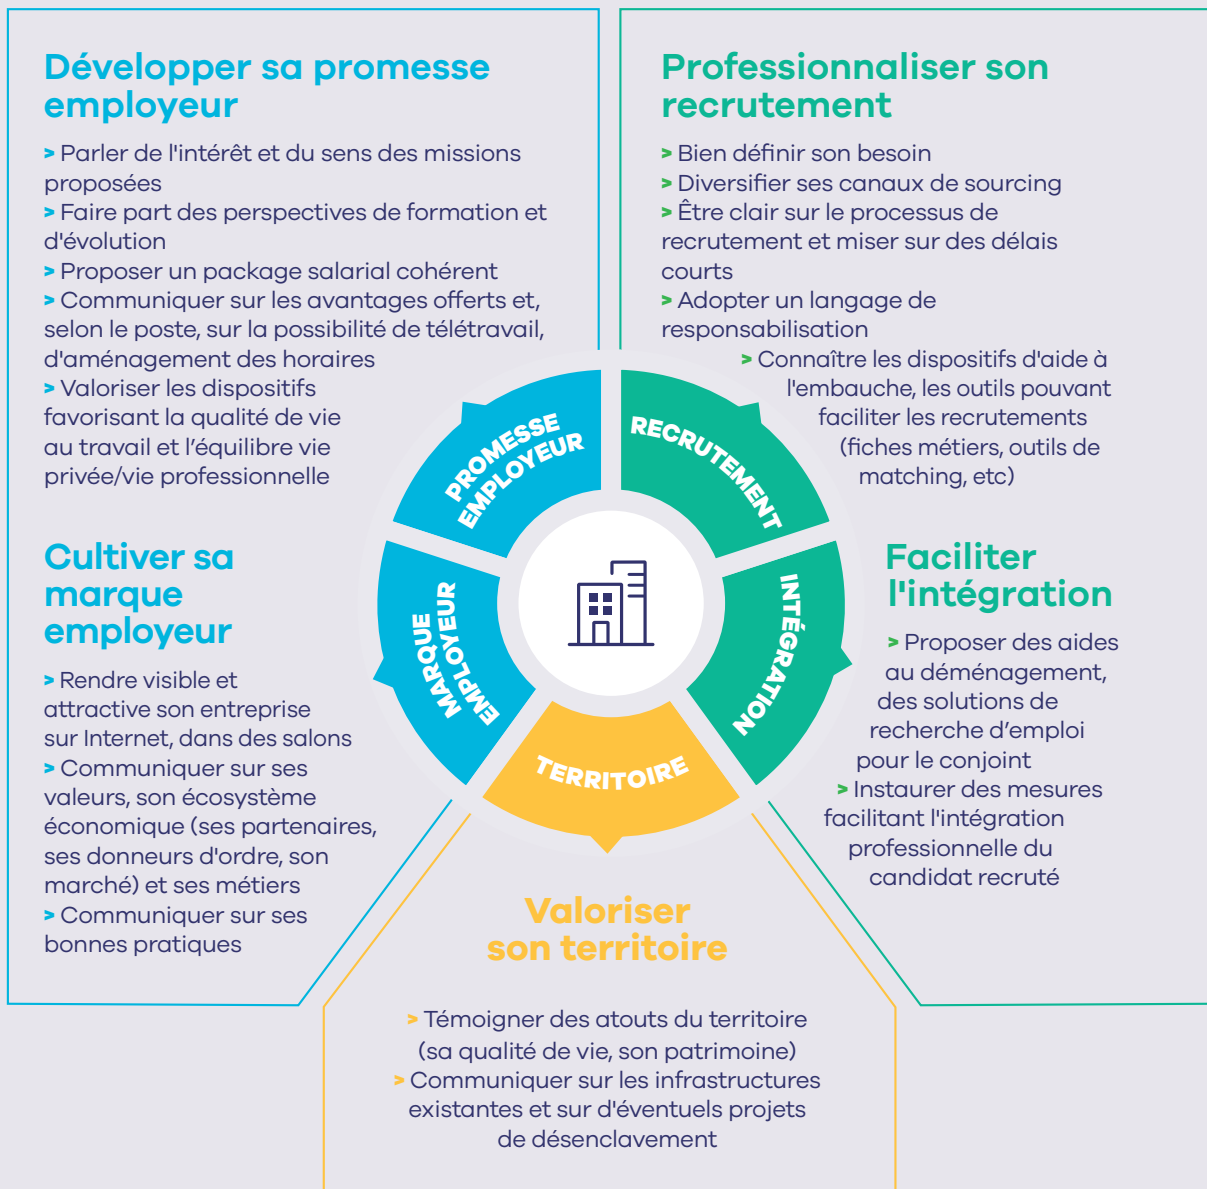 Développer sa promesse
employeur
> Parler de l'intérêt et du sens des missions
proposées
> Faire part des perspectives de formation et
d'évolution
> Proposer un package salarial cohérent
> Communiquer sur les avantages offerts et,
selon le poste, sur la possibilité de télétravail,
d'aménagement des horaires
> Valoriser les dispositifs
favorisant la qualité de vie
au travail et l’équilibre vie
privée/vie professionnelle
Professionnaliser son
recrutement
> Bien définir son besoin
> Diversifier ses canaux de sourcing
> Être clair sur le processus de
recrutement et miser sur des délais
courts
> Adopter un langage de
responsabilisation
> Connaître les dispositifs d'aide à
l'embauche, les outils pouvant
faciliter les recrutements
(fiches métiers, outils de
matching, etc)
PROMESSE
EMPLOYEUR
RECRUTEMENT
MARQUE
EMPLOYEUR
INTÉGRATION
TERRITOIRE
Cultiver sa
marque
employeur
> Rendre visible et
attractive son entreprise
sur Internet, dans des salons
> Communiquer sur ses
valeurs, son écosystème
économique (ses partenaires,
ses donneurs d'ordre, son
marché) et ses métiers
> Communiquer sur ses
bonnes pratiques
Faciliter
l'intégration
> Proposer des aides
au déménagement,
des solutions de
recherche d’emploi
pour le conjoint
> Instaurer des mesures
facilitant l'intégration
professionnelle du
candidat recruté
Valoriser
son territoire
> Témoigner des atouts du territoire
(sa qualité de vie, son patrimoine)
> Communiquer sur les infrastructures
existantes et sur d'éventuels projets
de désenclavement